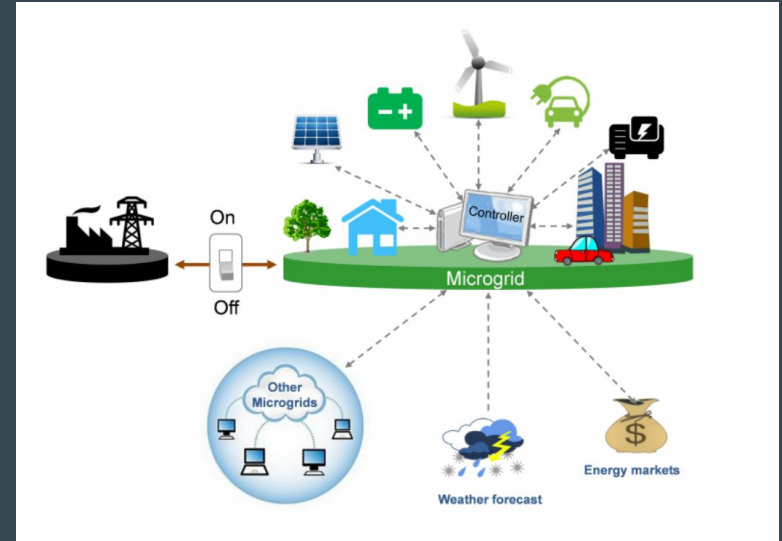 On
Off
Controller
Microgrid
Other
Microgrids
Weather forecast
$
Energy markets